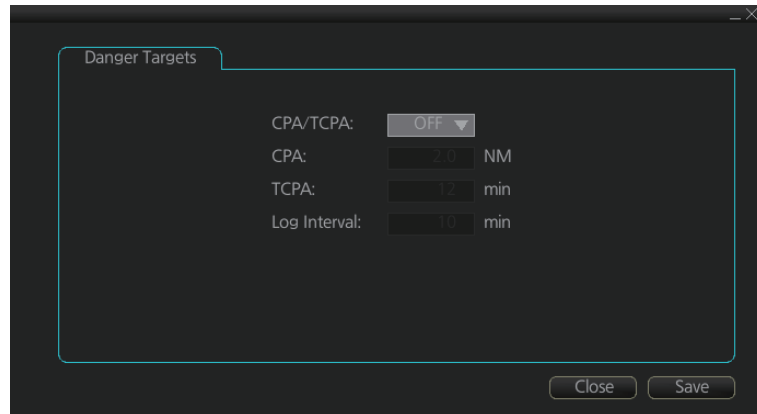 Danger Targets
CPA/TCPA: OFF
CPA: 2.0 NM
TCPA: 12 min
Log Interval: 10 min
Close Save